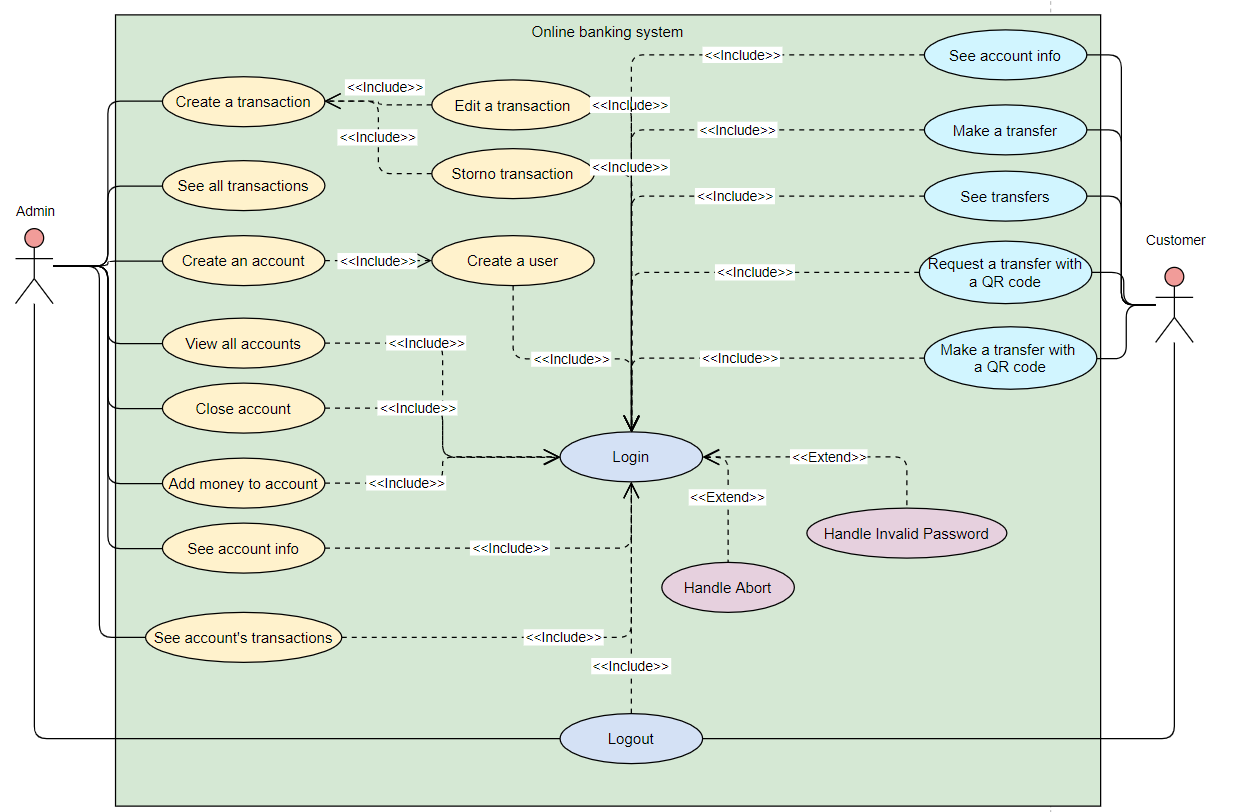 Online banking system
<<Include>>
See account info
<<Include>>
Create a transaction
Edit a transaction
<<Include>>
<<Include>>
<<Include>>
Make a transfer
<<Include>>
Storno transaction
See all transactions
<<Include>>
See transfers
Admin
Customer
Create an account
<<Include>>
Create a user
<<Include>>
Request a transfer with
a QR code
View all accounts
<<Include>>
<<Include>>
<<Include>>
Make a transfer with
a QR code
Close account
<<Include>>
Login
<<Extend>>
Add money to account
<<Include>>
<<Extend>>
Handle Invalid Password
See account info
<<Include>>
Handle Abort
See account's transactions
<<Include>>
<<Include>>
Logout